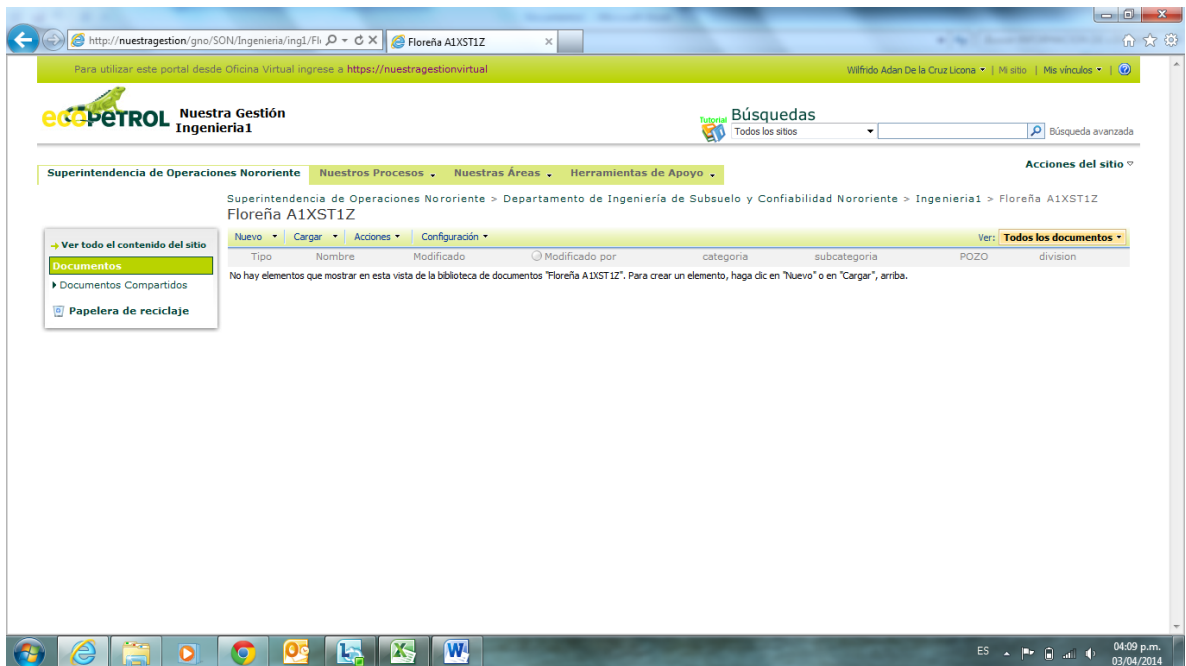 http://nuestragestion/gno/SON/Ingenieria/ing1/Fl
Floreña A1XST1Z
Para utilizar este portal desde Oficina Virtual ingrese a https://nuestragestionvirtual
Wilfrido Adan De la Cruz Licona | Mi sitio | Mis vínculos |
ecopetrol
Nuestra Gestión
Ingenieria1
Tutorial
Búsquedas
Todos los sitios
Búsqueda avanzada
Acciones del sitio
Superintendencia de Operaciones Nororiente Nuestros Procesos Nuestras Áreas Herramientas de Apoyo
Superintendencia de Operaciones Nororiente > Departamento de Ingeniería de Subsuelo y Confiabilidad Nororiente > Ingenieria1 > Floreña A1XST1Z
Floreña A1XST1Z
Ver todo el contenido del sitio
Documentos
Documentos Compartidos
Papelera de reciclaje
Nuevo Cargar Acciones Configuración Ver: Todos los documentos
Tipo Nombre Modificado Modificado por categoria subcategoria POZO division
No hay elementos que mostrar en esta vista de la biblioteca de documentos "Floreña A1XST1Z". Para crear un elemento, haga clic en "Nuevo" o en "Cargar", arriba.
ES
04:09 p.m.
03/04/2014